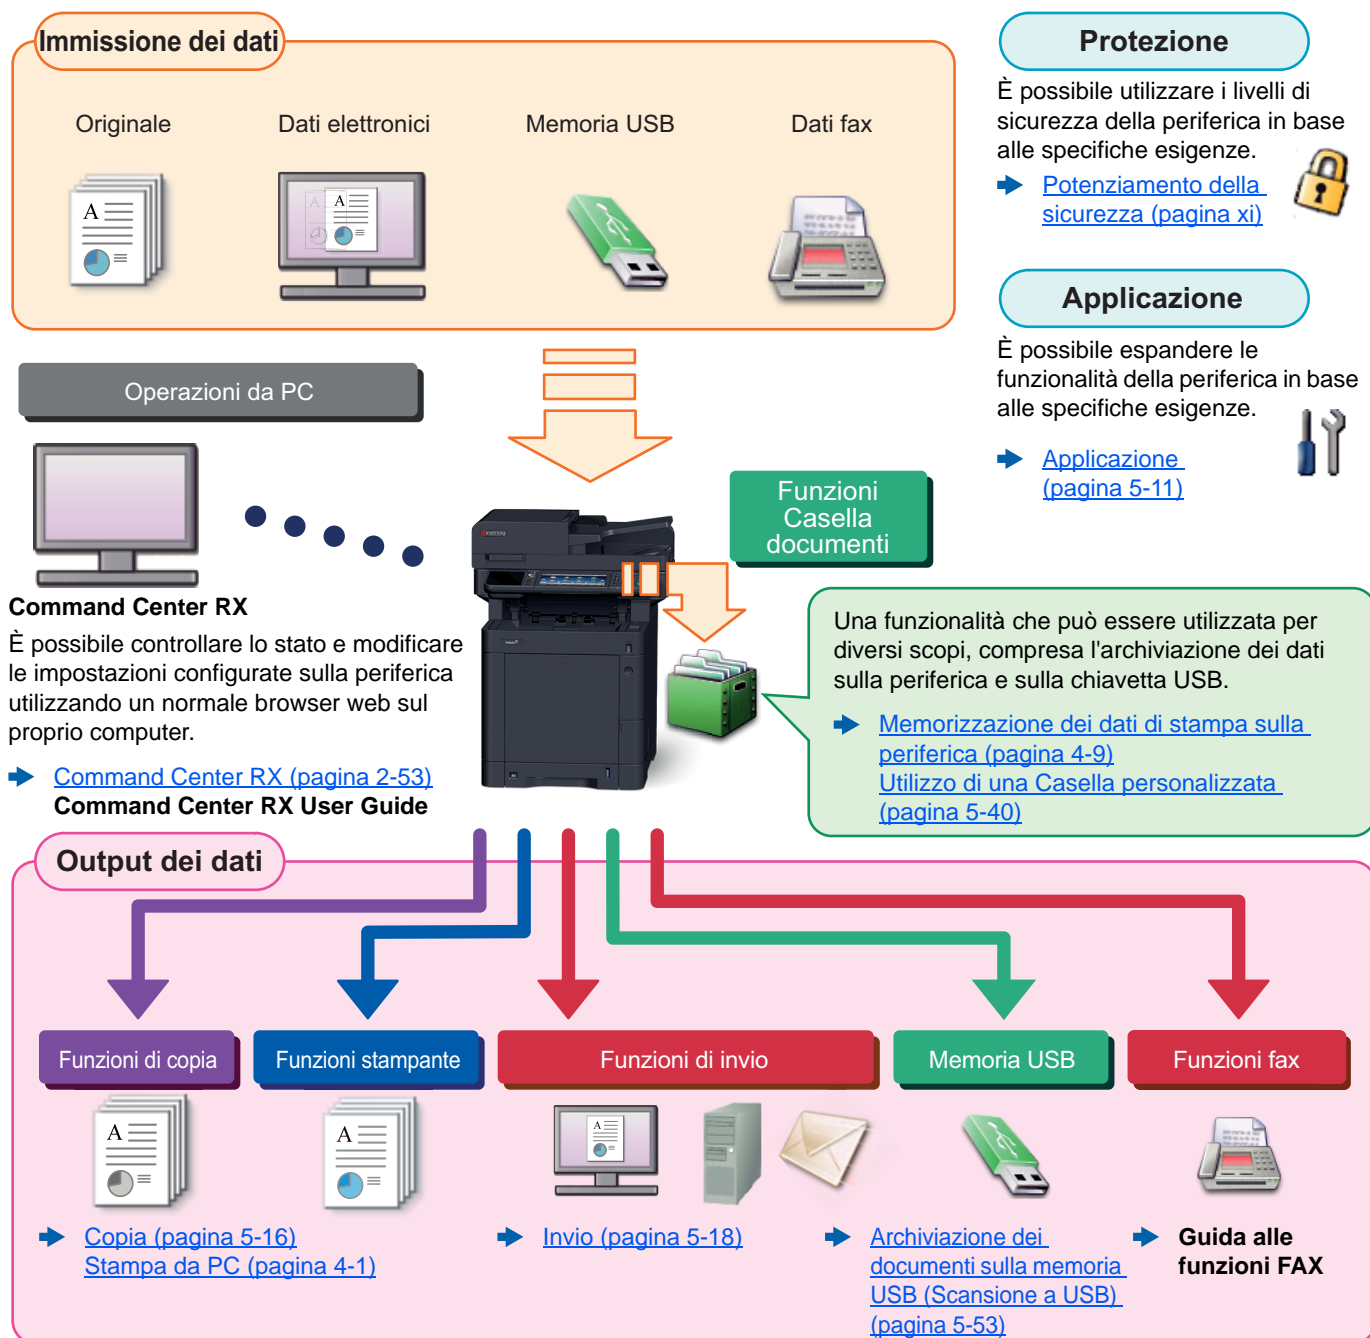 Immissione dei dati
Originale
Dati elettronici
Memoria USB
Dati fax
Protezione
È possibile utilizzare i livelli di
sicurezza della periferica in base
alle specifiche esigenze.
Potenziamento della
sicurezza (pagina xi)
Applicazione
È possibile espandere le
funzionalità della periferica in base
alle specifiche esigenze.
Applicazione
(pagina 5-11)
Operazioni da PC
Command Center RX
È possibile controllare lo stato e modificare
le impostazioni configurate sulla periferica
utilizzando un normale browser web sul
proprio computer.
Command Center RX (pagina 2-53)
Command Center RX User Guide
KYOCERA
Funzioni
Casella
documenti
Una funzionalità che può essere utilizzata per
diversi scopi, compresa l'archiviazione dei dati
sulla periferica e sulla chiavetta USB.
Memorizzazione dei dati di stampa sulla
periferica (pagina 4-9)
Utilizzo di una Casella personalizzata
(pagina 5-40)
Output dei dati
Funzioni di copia
Funzioni stampante
Funzioni di invio
Memoria USB
Funzioni fax
A
A
A
A
A
Copia (pagina 5-16)
Stampa da PC (pagina 4-1)
Invio (pagina 5-18)
Archiviazione dei
documenti sulla memoria
USB (Scansione a USB)
(pagina 5-53)
Guida alle
funzioni FAX